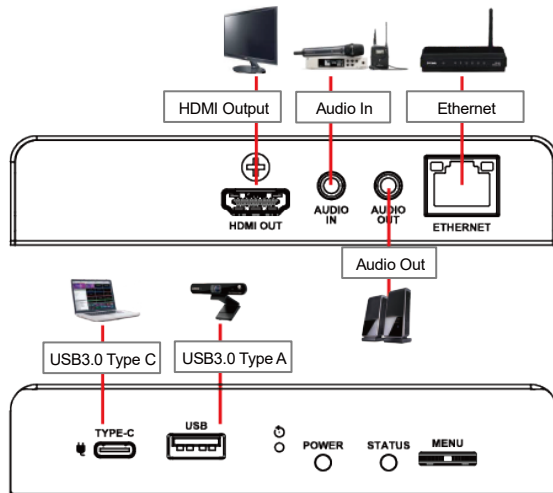 HDMI Output
Audio In
Ethernet
HDMI OUT
AUDIO
IN
AUDIO
OUT
ETHERNET
Audio Out
USB3.0 Type C
USB3.0 Type A
TYPE-C
USB
POWER
STATUS
MENU